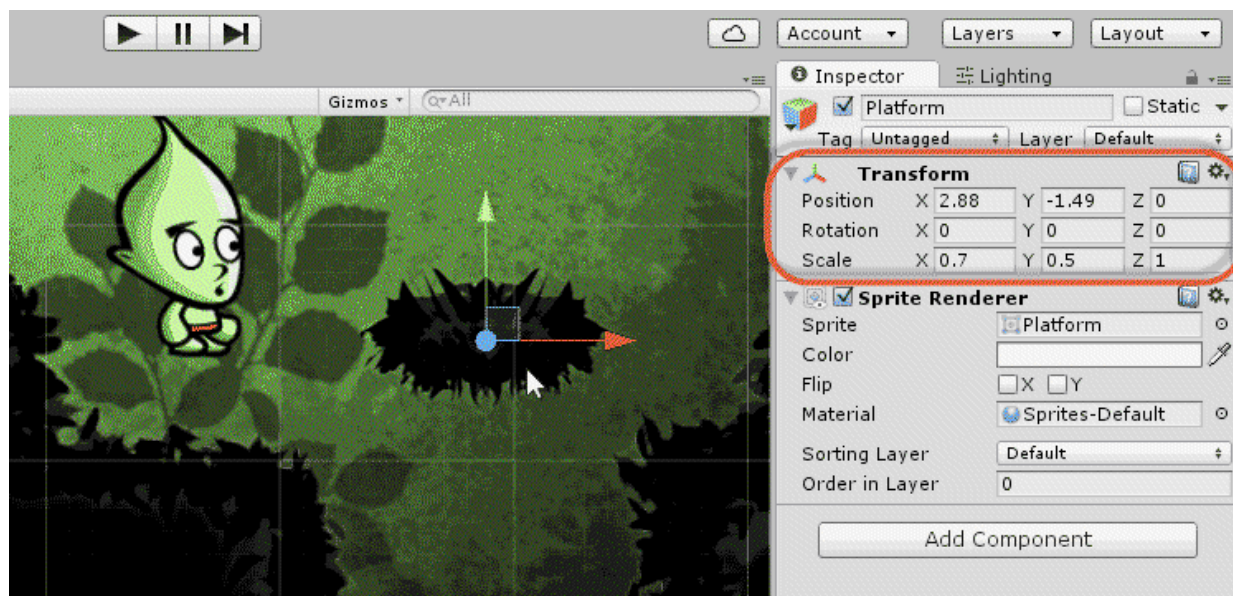 Account Layers Layout
Inspector Lighting
Gizmos All
Platform Static
Tag Untagged Layer Default
Transform
Position X 2.88 Y -1.49 Z 0
Rotation X 0 Y 0 Z 0
Scale X 0.7 Y 0.5 Z 1
Sprite Renderer
Sprite Platform
Color
Flip X Y
Material Sprites-Default
Sorting Layer Default
Order in Layer 0
Add Component